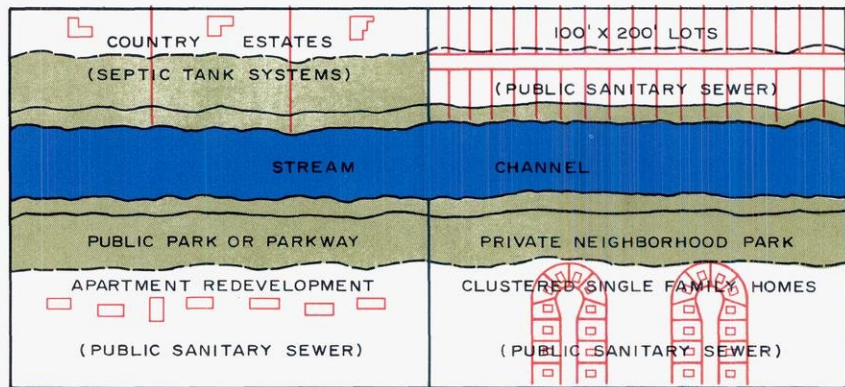 COUNTRY ESTATES
(SEPTIC TANK SYSTEMS)
100' X 200' LOTS
(PUBLIC SANITARY SEWER)
STREAM CHANNEL
PUBLIC PARK OR PARKWAY
PRIVATE NEIGHBORHOOD PARK
APARTMENT REDEVELOPMENT
(PUBLIC SANITARY SEWER)
CLUSTERED SINGLE FAMILY HOMES
(PUBLIC SANITARY SEWER)